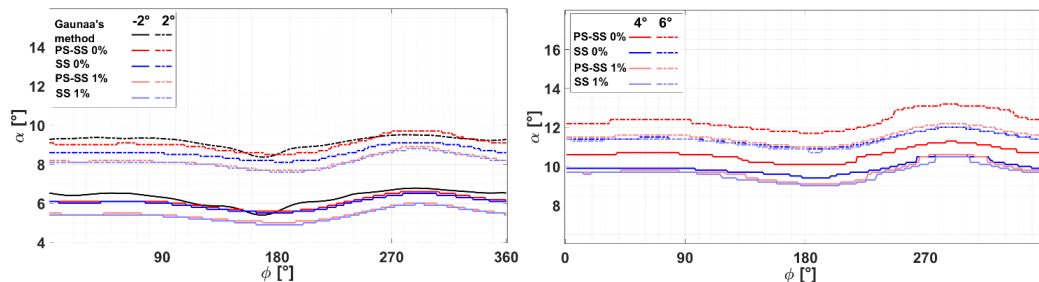 Gaunaa's -2° 2°
method
PS-SS 0%
SS 0%
PS-SS 1%
SS 1%
14
12
10
8
6
4
α [°]
90
180
270
360
ϕ [°]
4° 6°
PS-SS 0%
SS 0%
PS-SS 1%
SS 1%
16
14
12
10
8
α [°]
0
90
180
270
ϕ [°]